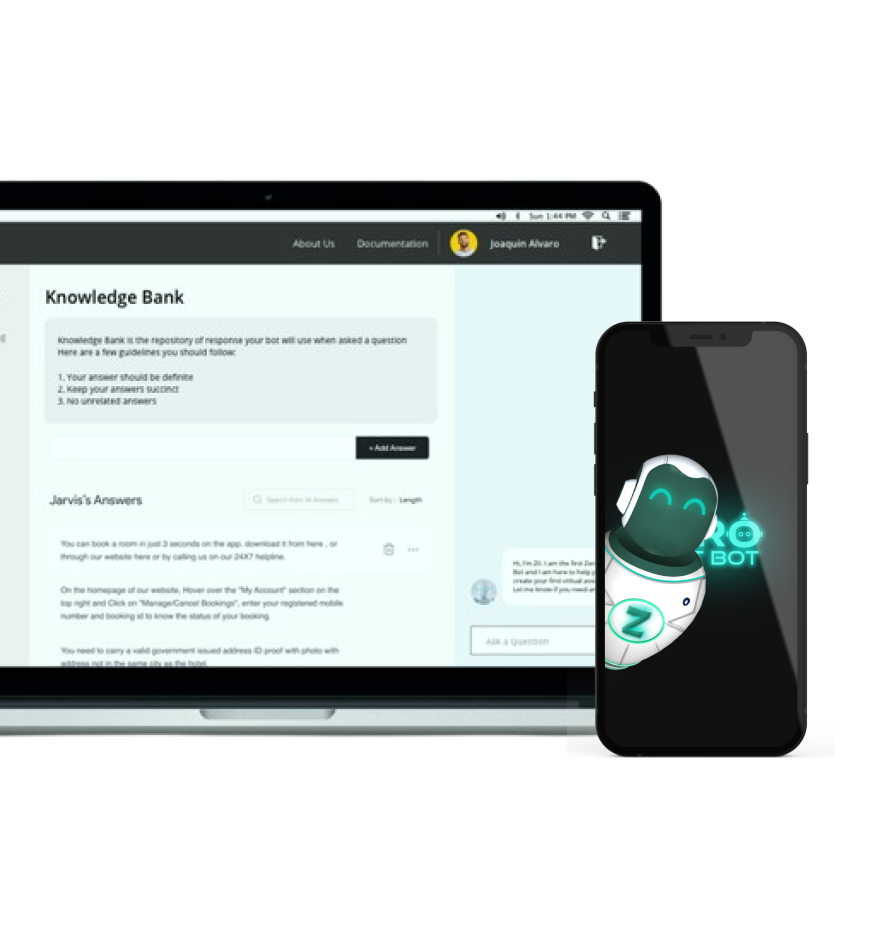 Sun 1:44 PM
About Us Documentation Joaquin Alvaro
Knowledge Bank
Knowledge Bank is the repository of response your bot will use when asked a question
Here are a few guidelines you should follow:
1. Your answer should be definite
2. Keep your answers succinct
3. No unrelated answers
+ Add Answer
Jarvis's Answers
Search from 14 Answers
Sort by : Length
You can book a room in just 3 seconds on the app, download it from here , or
through our website here or by calling us on our 24X7 helpline.
On the homepage of our website, Hover over the "My Account" section on the
top right and Click on "Manage/Cancel Bookings", enter your registered mobile
number and booking id to know the status of your booking.
You need to carry a valid government issued address ID proof with photo with
address not in the same city as the hotel.
Hi, I'm Z0. I am the first Zer
Bot and I am here to help y
create your first virtual assi
Let me know if you need a
Ask a Question
RO
BOT
Z